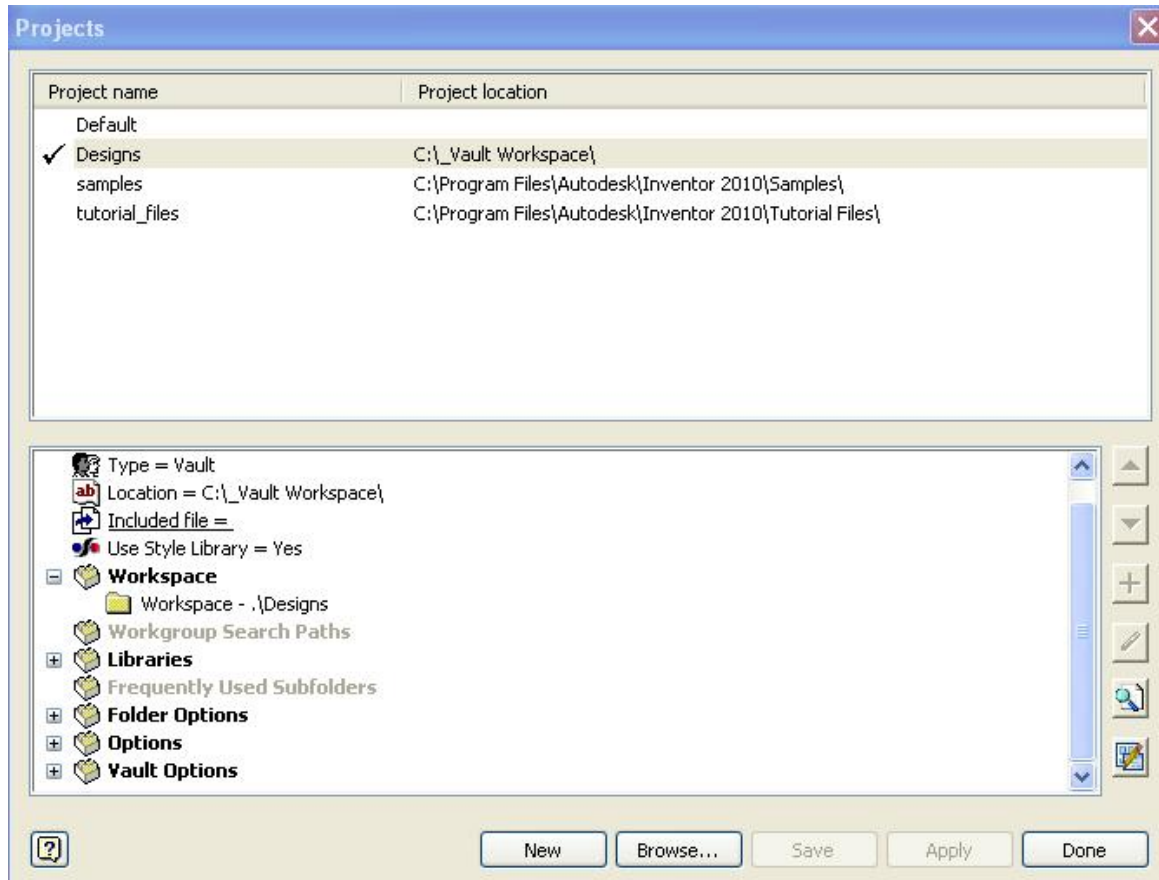 Projects
Project name Project location
Default
Designs C:\_Vault Workspace\
samples C:\Program Files\Autodesk\Inventor 2010\Samples\
tutorial_files C:\Program Files\Autodesk\Inventor 2010\Tutorial Files\
Type = Vault
ab Location = C:\_Vault Workspace\
Included file =
Use Style Library = Yes
Workspace
Workspace - .\Designs
Workgroup Search Paths
Libraries
Frequently Used Subfolders
Folder Options
Options
Vault Options
New Browse... Save Apply Done